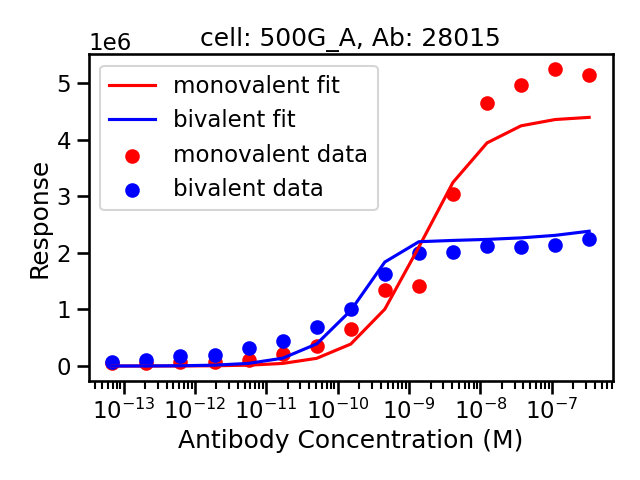 cell: 500G_A, Ab: 28015
1e6
monovalent fit
bivalent fit
monovalent data
bivalent data
Response
5
4
3
2
1
0
10⁻¹³ 10⁻¹² 10⁻¹¹ 10⁻¹⁰ 10⁻⁹ 10⁻⁸ 10⁻⁷
Antibody Concentration (M)